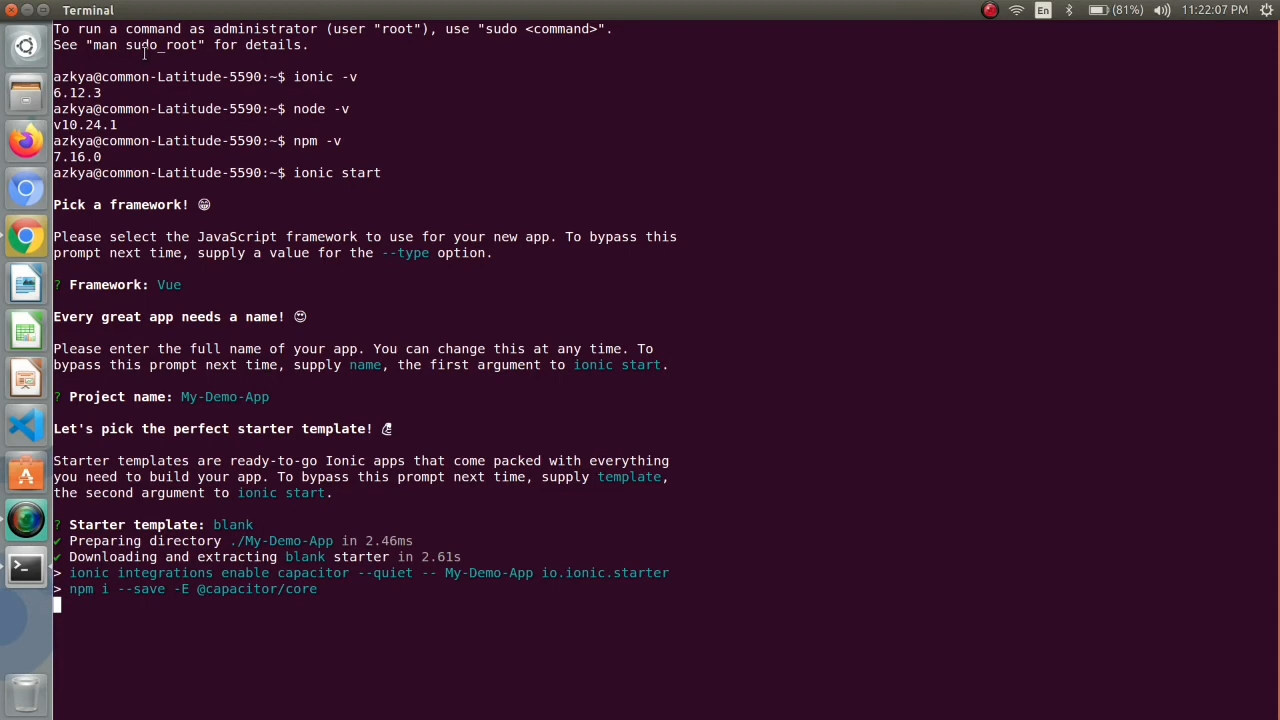 Terminal
En
(81%)
11:22:07 PM
To run a command as administrator (user "root"), use "sudo <command>".
See "man sudo_root" for details.
azkya@common-Latitude-5590:~$ ionic -v
6.12.3
azkya@common-Latitude-5590:~$ node -v
v10.24.1
azkya@common-Latitude-5590:~$ npm -v
7.16.0
azkya@common-Latitude-5590:~$ ionic start
Pick a framework! 😁
Please select the JavaScript framework to use for your new app. To bypass this
prompt next time, supply a value for the --type option.
? Framework: Vue
Every great app needs a name! 😍
Please enter the full name of your app. You can change this at any time. To
bypass this prompt next time, supply name, the first argument to ionic start.
? Project name: My-Demo-App
Let's pick the perfect starter template! 💪
Starter templates are ready-to-go Ionic apps that come packed with everything
you need to build your app. To bypass this prompt next time, supply template,
the second argument to ionic start.
? Starter template: blank
✔ Preparing directory ./My-Demo-App in 2.46ms
✔ Downloading and extracting blank starter in 2.61s
> ionic integrations enable capacitor --quiet -- My-Demo-App io.ionic.starter
> npm i --save -E @capacitor/core